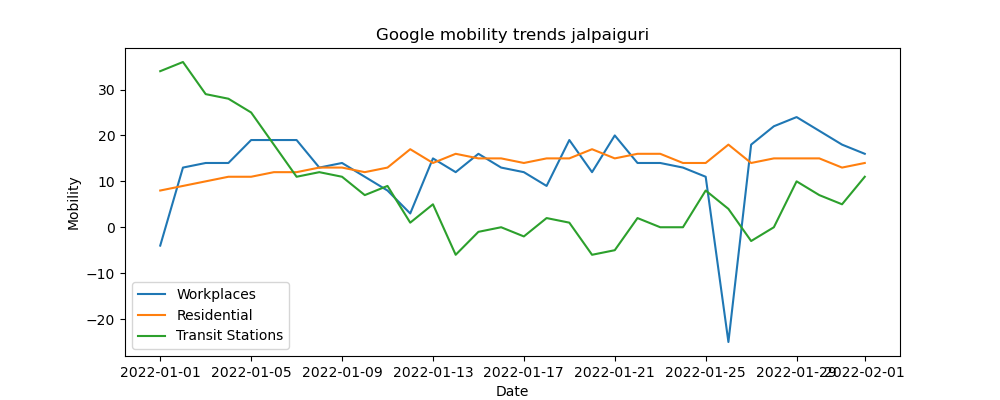 Google mobility trends jalpaiguri
Mobility
30
20
10
0
−10
−20
Workplaces
Residential
Transit Stations
2022-01-01 2022-01-05 2022-01-09 2022-01-13 2022-01-17 2022-01-21 2022-01-25 2022-01-29 2022-02-01
Date